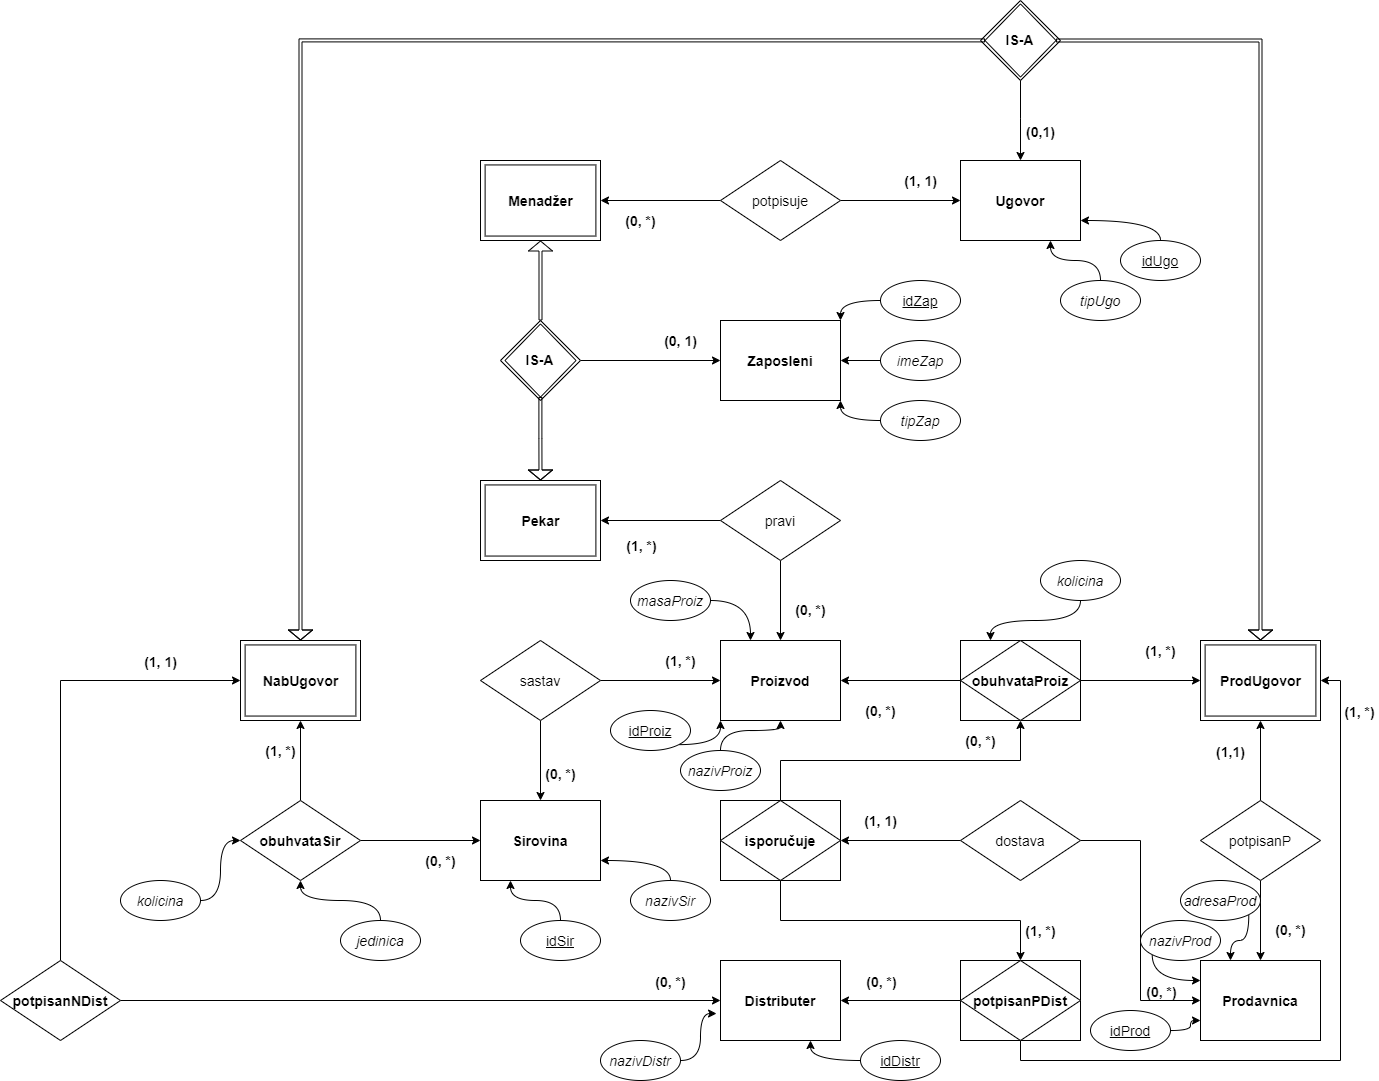 IS-A
(0,1)
Menadžer
potpisuje
(1, 1)
Ugovor
(0, *)
idUgo
tipUgo
idZap
IS-A
(0, 1)
Zaposleni
imeZap
tipZap
Pekar
pravi
(1, *)
kolicina
masaProiz
(0, *)
(1, 1)
NabUgovor
sastav
(1, *)
Proizvod
obuhvataProiz
(1, *)
ProdUgovor
(0, *)
(1, *)
idProiz
nazivProiz
(1, *)
(0, *)
(1,1)
(0, *)
obuhvataSir
(0, *)
Sirovina
isporučuje
(1, 1)
dostava
potpisanP
kolicina
nazivSir
adresaProd
jedinica
idSir
(1, *)
nazivProd
(0, *)
potpisanNDist
(0, *)
Distributer
(0, *)
potpisanPDist
(0, *)
Prodavnica
idProd
nazivDistr
idDistr